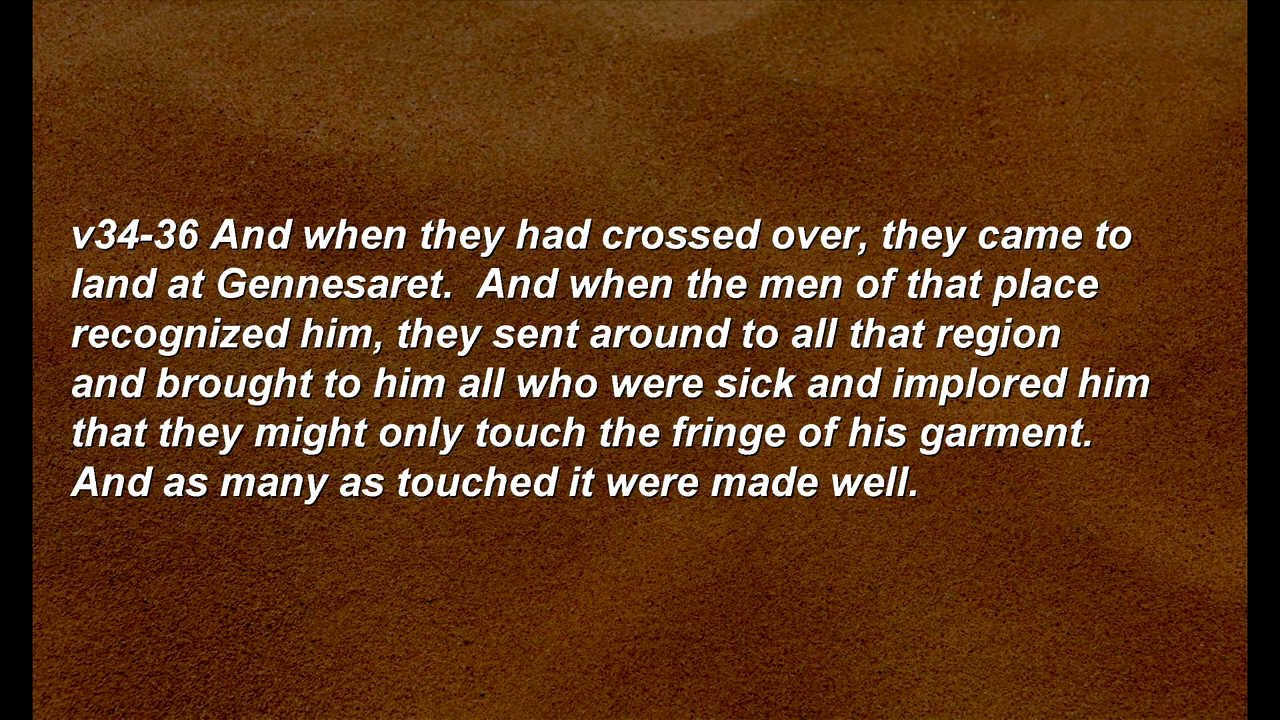 v34-36 And when they had crossed over, they came to
land at Gennesaret.  And when the men of that place
recognized him, they sent around to all that region
and brought to him all who were sick and implored him
that they might only touch the fringe of his garment.
And as many as touched it were made well.